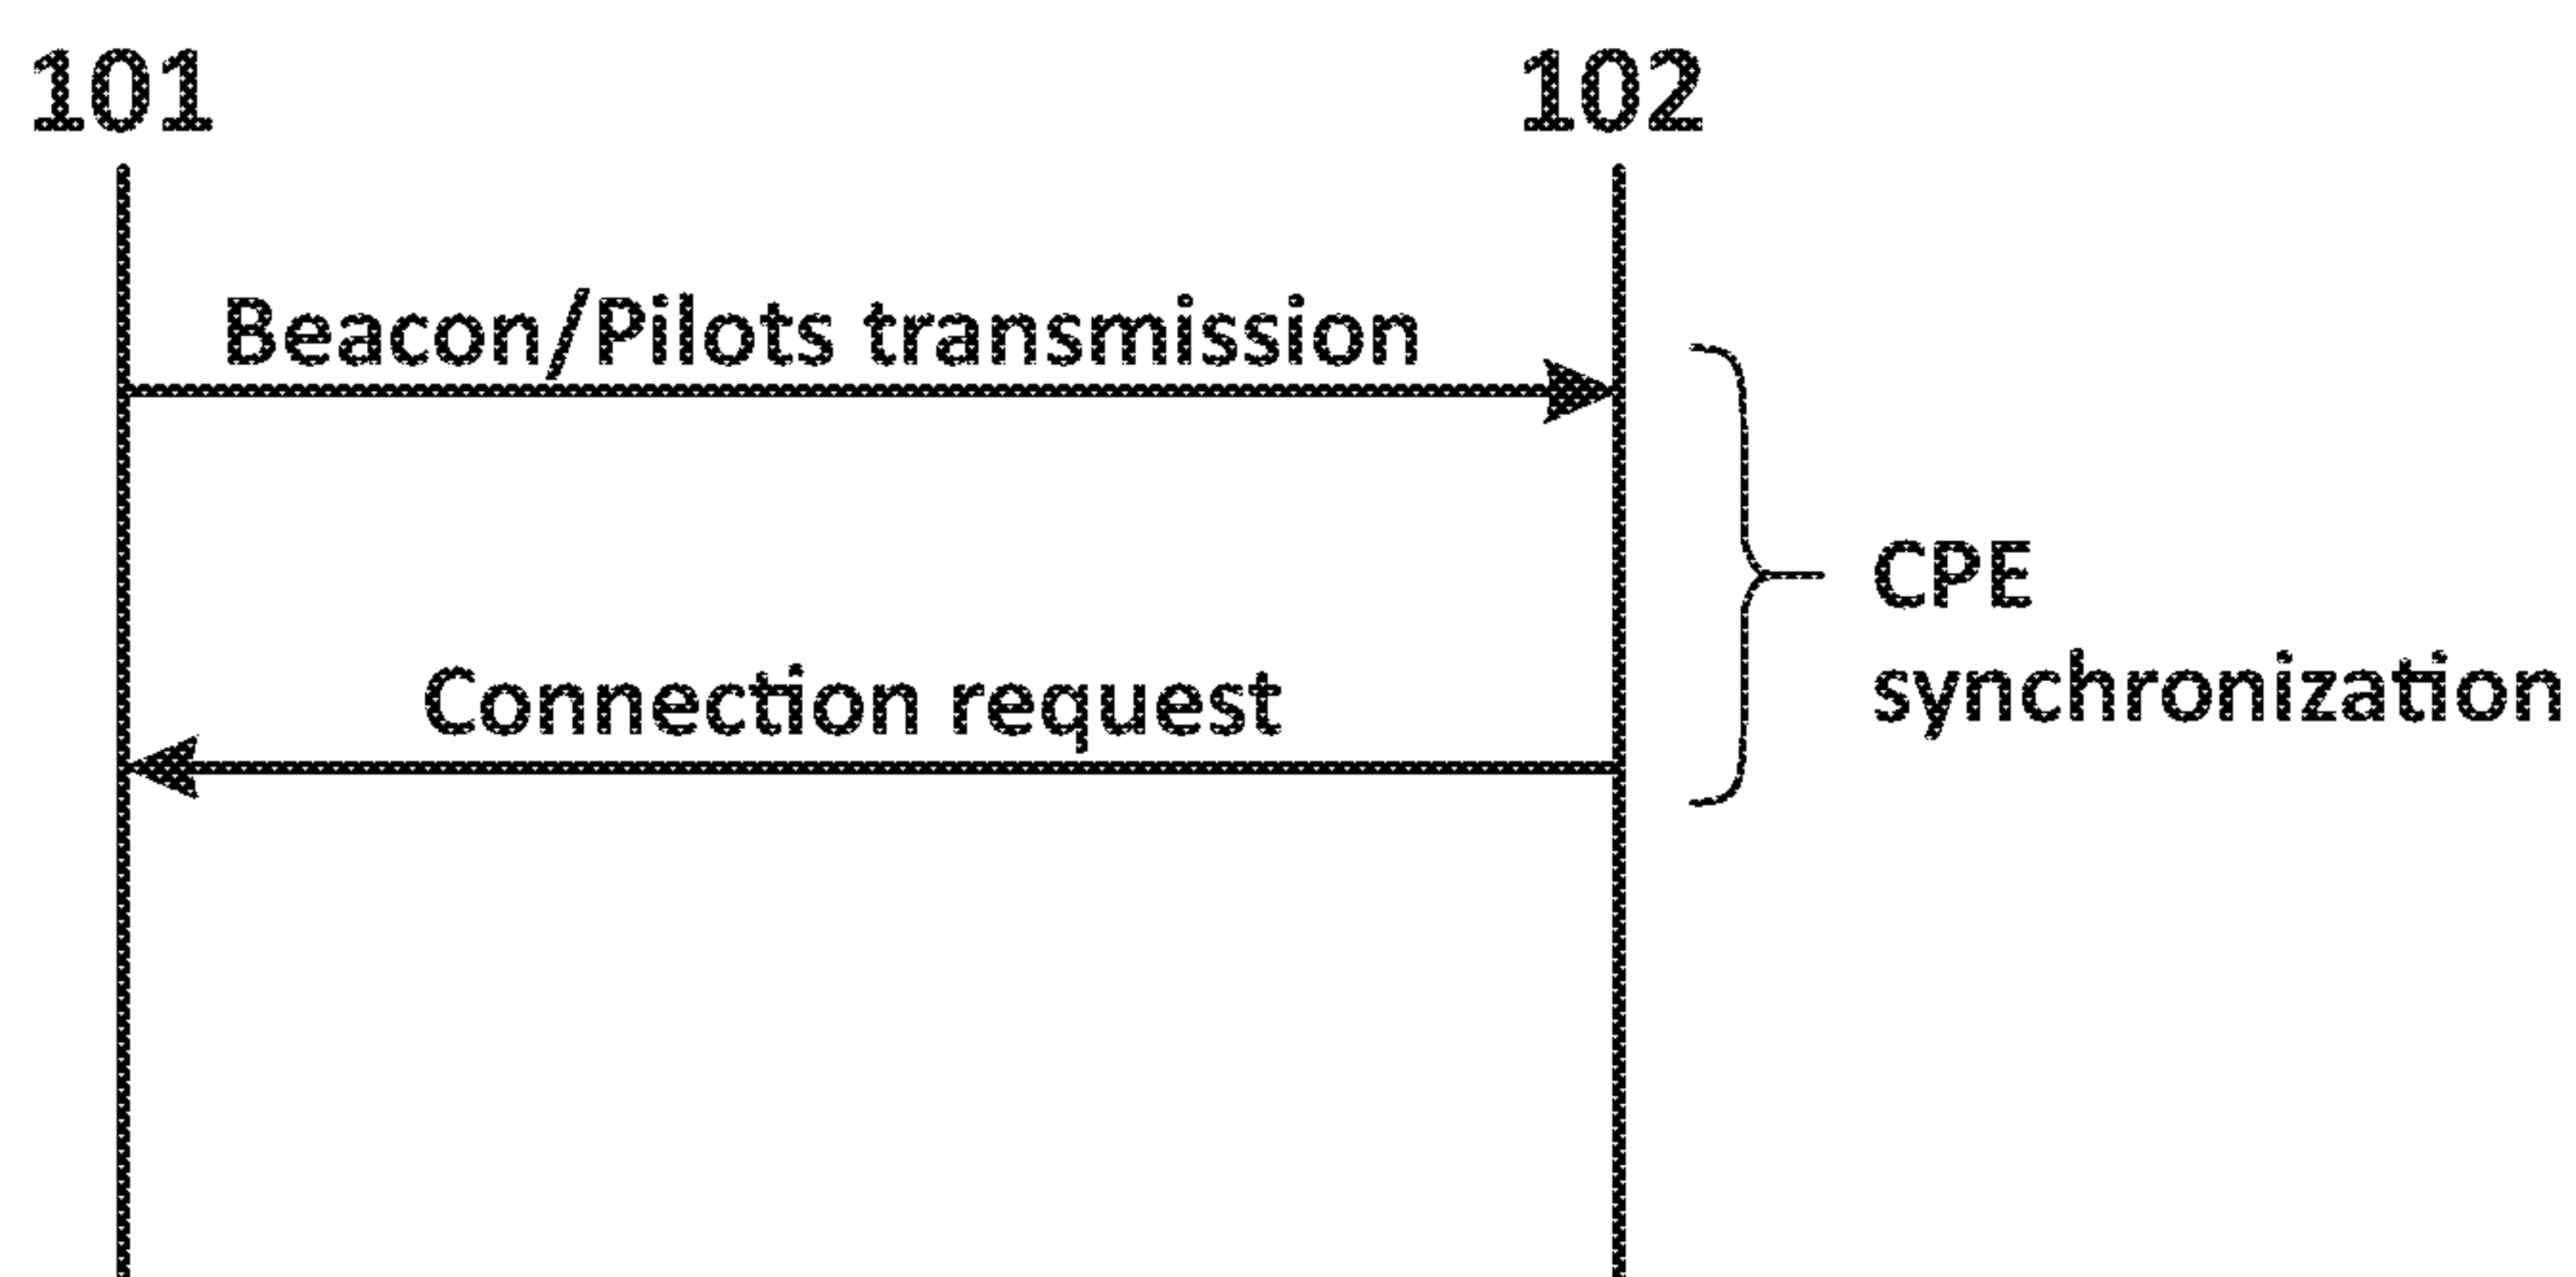 101
102
Beacon/Pilots transmission
CPE
synchronization
Connection request